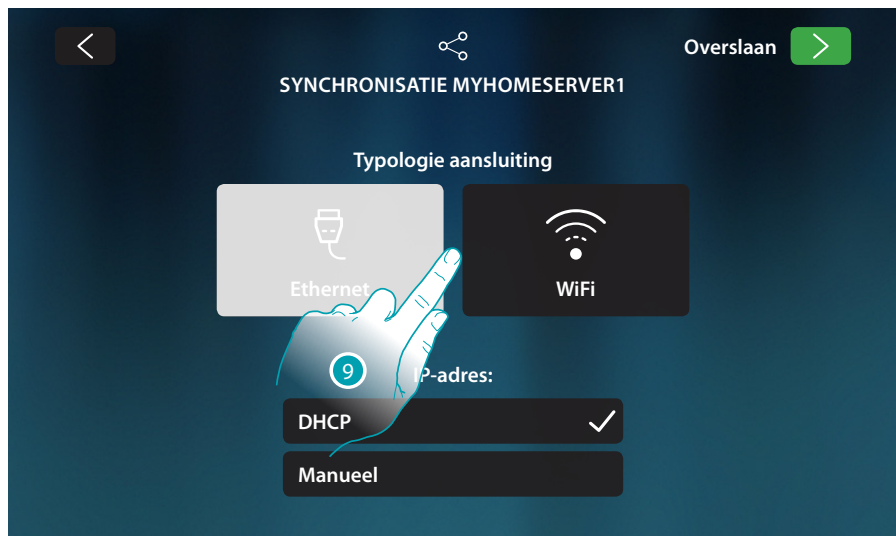 Overslaan
SYNCHRONISATIE MYHOMESERVER1
Typologie aansluiting
Ethernet
WiFi
9
IP-adres:
DHCP
Manueel